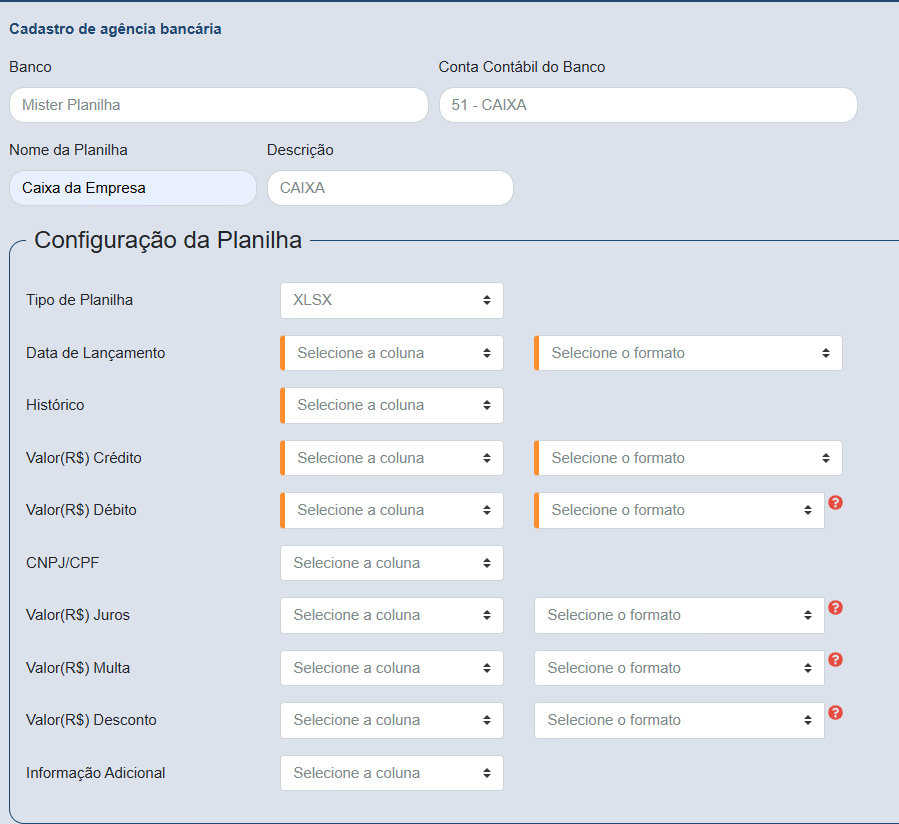 Cadastro de agência bancária
Banco Conta Contábil do Banco
Mister Planilha 51 - CAIXA
Nome da Planilha Descrição
Caixa da Empresa CAIXA
Configuração da Planilha
Tipo de Planilha XLSX
Data de Lançamento Selecione a coluna Selecione o formato
Histórico Selecione a coluna
Valor(R$) Crédito Selecione a coluna Selecione o formato
Valor(R$) Débito Selecione a coluna Selecione o formato ?
CNPJ/CPF Selecione a coluna
Valor(R$) Juros Selecione a coluna Selecione o formato ?
Valor(R$) Multa Selecione a coluna Selecione o formato ?
Valor(R$) Desconto Selecione a coluna Selecione o formato ?
Informação Adicional Selecione a coluna